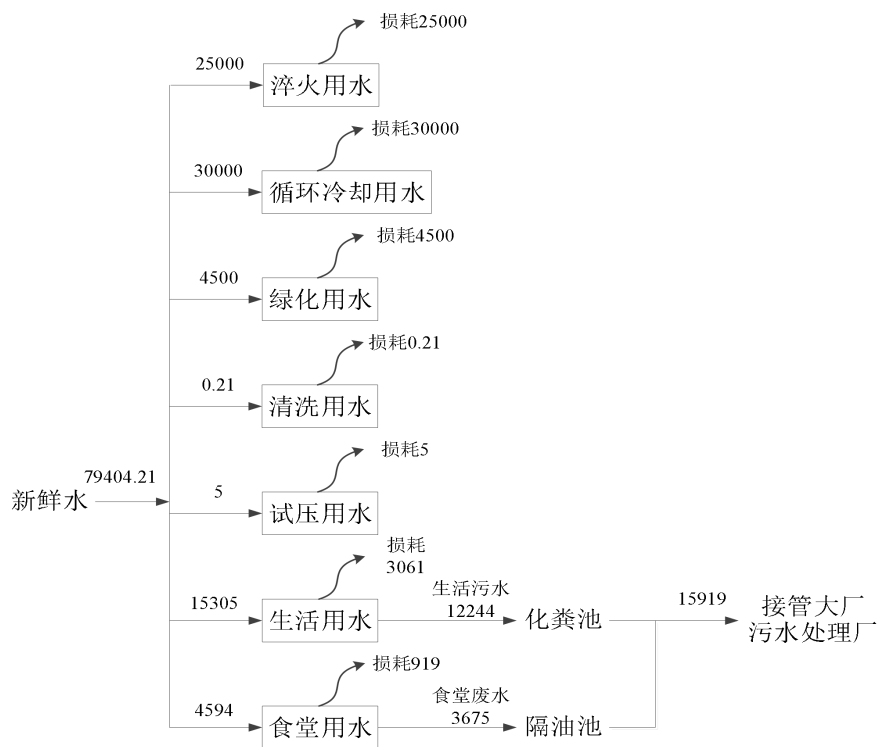 损耗25000
25000
淬火用水
损耗30000
30000
循环冷却用水
损耗4500
4500
绿化用水
损耗0.21
0.21
清洗用水
损耗5
79404.21
新鲜水
5
试压用水
损耗
3061
15305
生活用水
生活污水
12244
化粪池
15919
接管大厂
污水处理厂
损耗919
4594
食堂用水
食堂废水
3675
隔油池